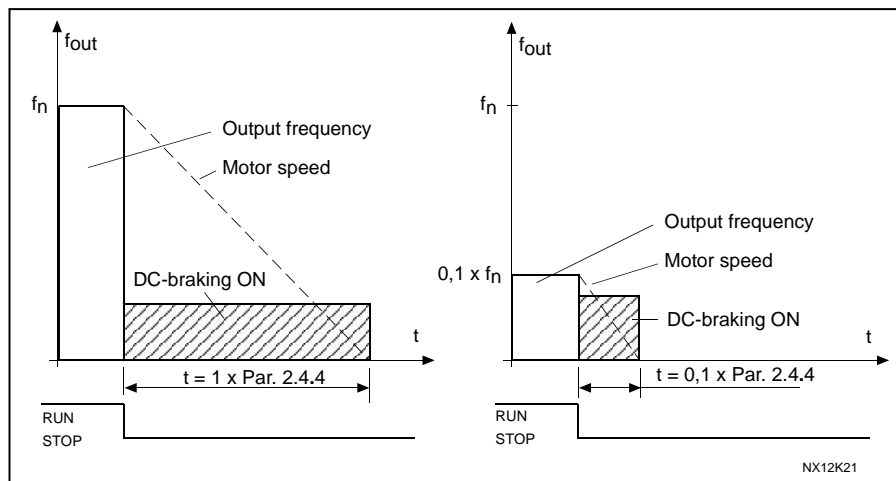 fout
fn
Output frequency
Motor speed
DC-braking ON
t
t = 1 x Par. 2.4.4
RUN
STOP
fout
fn
Output frequency
0,1 x fn
Motor speed
DC-braking ON
t
t = 0,1 x Par. 2.4.4
RUN
STOP
NX12K21